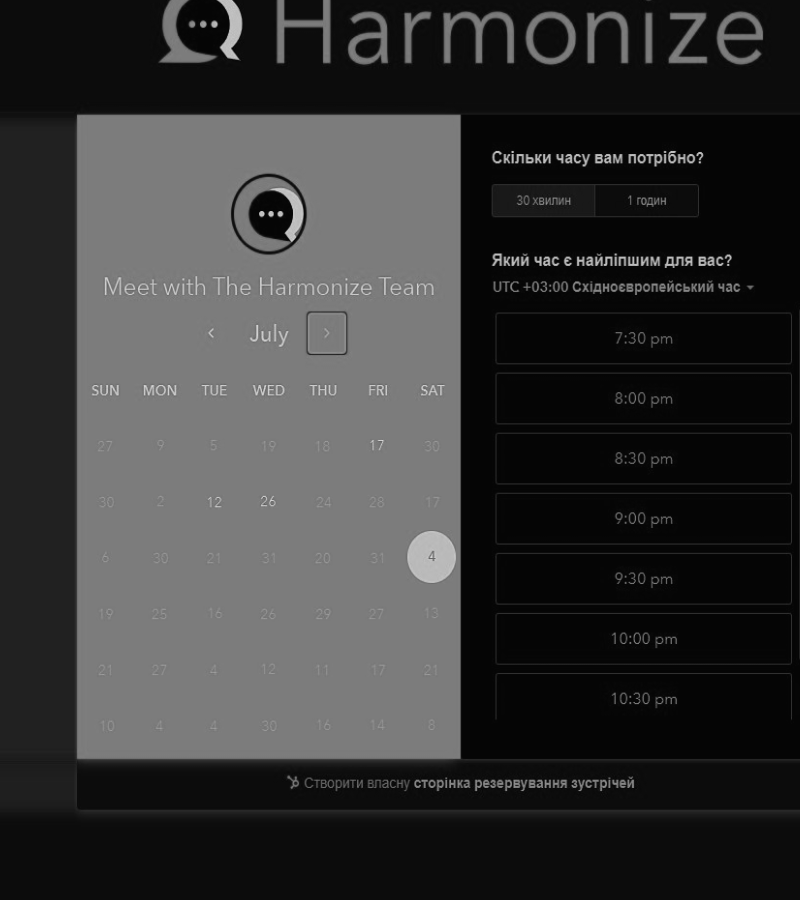 Harmonize
Meet with The Harmonize Team
July
SUN MON TUE WED THU FRI SAT
27 9 5 19 18 17 30
30 2 12 26 24 28 17
6 30 21 31 20 31 4
19 25 16 26 29 27 13
21 27 4 12 11 17 21
10 4 4 30 16 14 8
Скільки часу вам потрібно?
30 хвилин 1 годин
Який час є найліпшим для вас?
UTC +03:00 Східноєвропейський час
7:30 pm
8:00 pm
8:30 pm
9:00 pm
9:30 pm
10:00 pm
10:30 pm
Створити власну сторінка резервування зустрічей